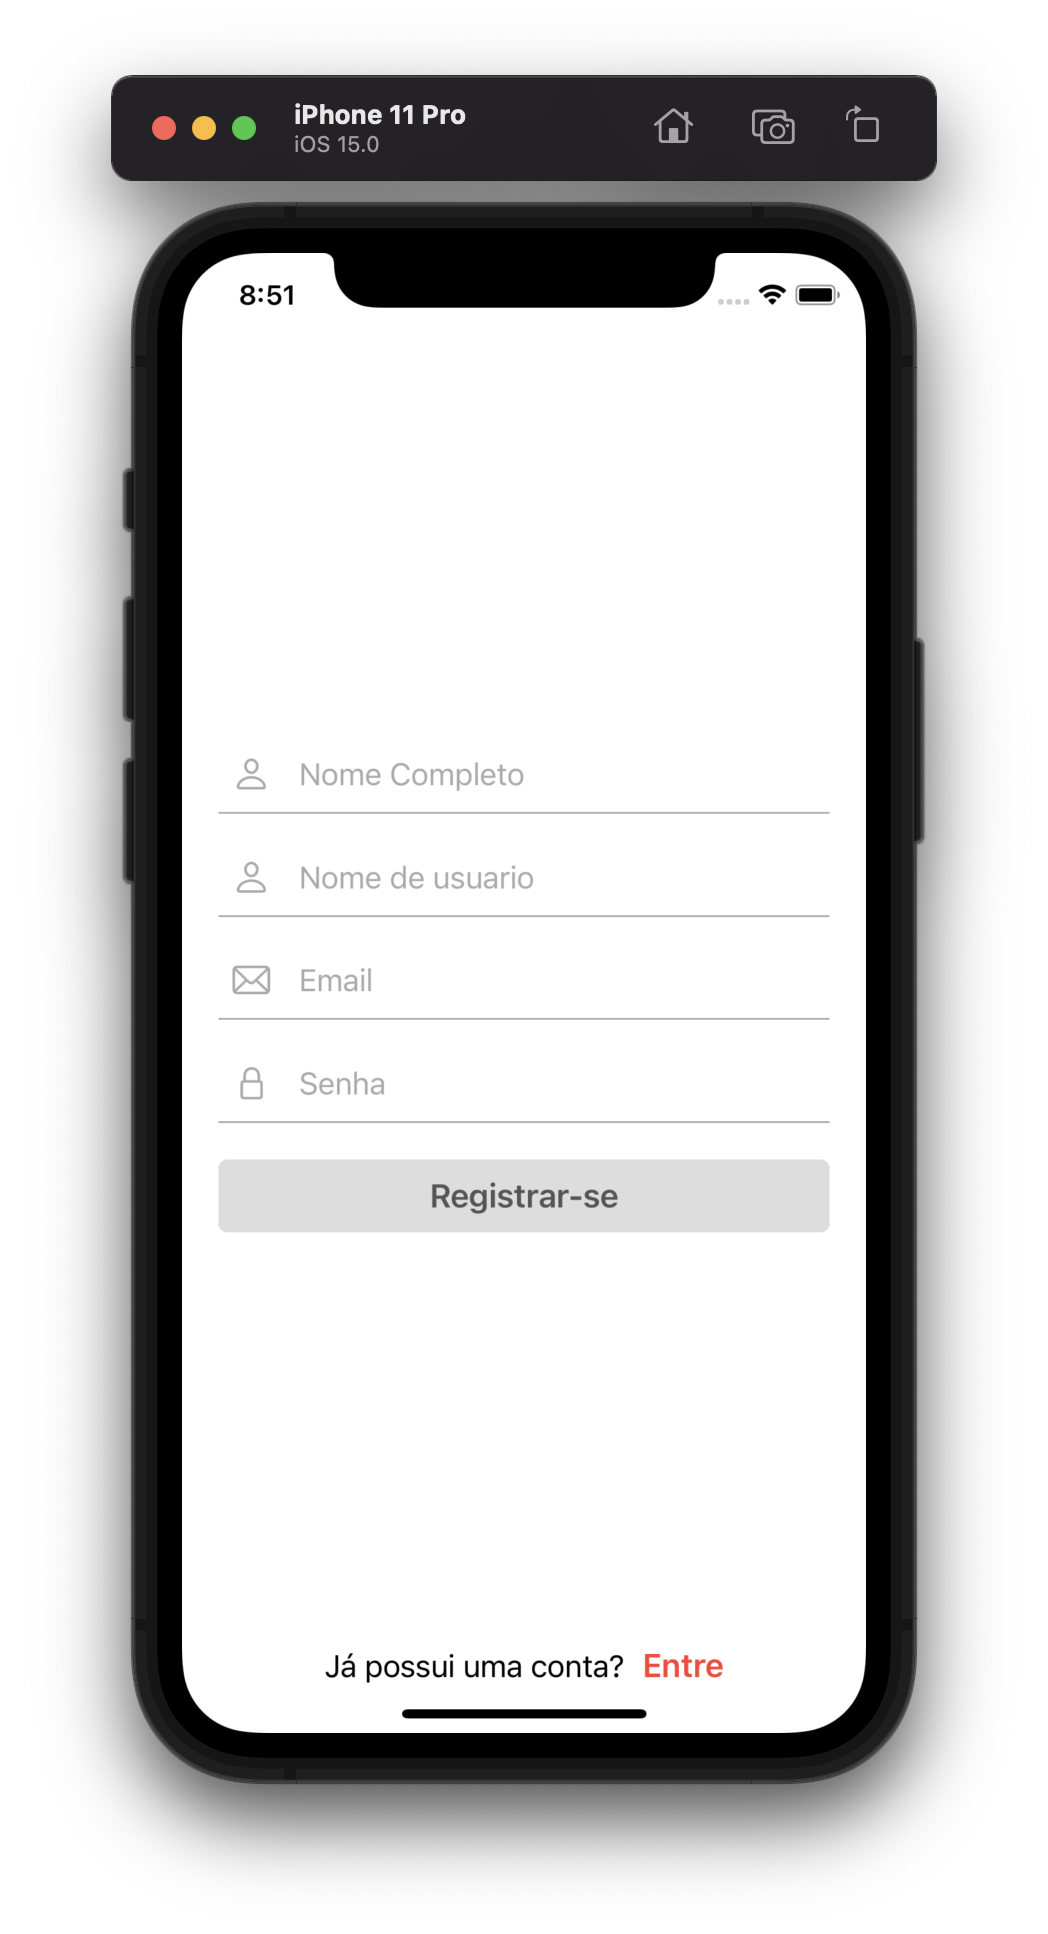 iPhone 11 Pro
iOS 15.0
8:51
Nome Completo
Nome de usuario
Email
Senha
Registrar-se
Já possui uma conta? Entre